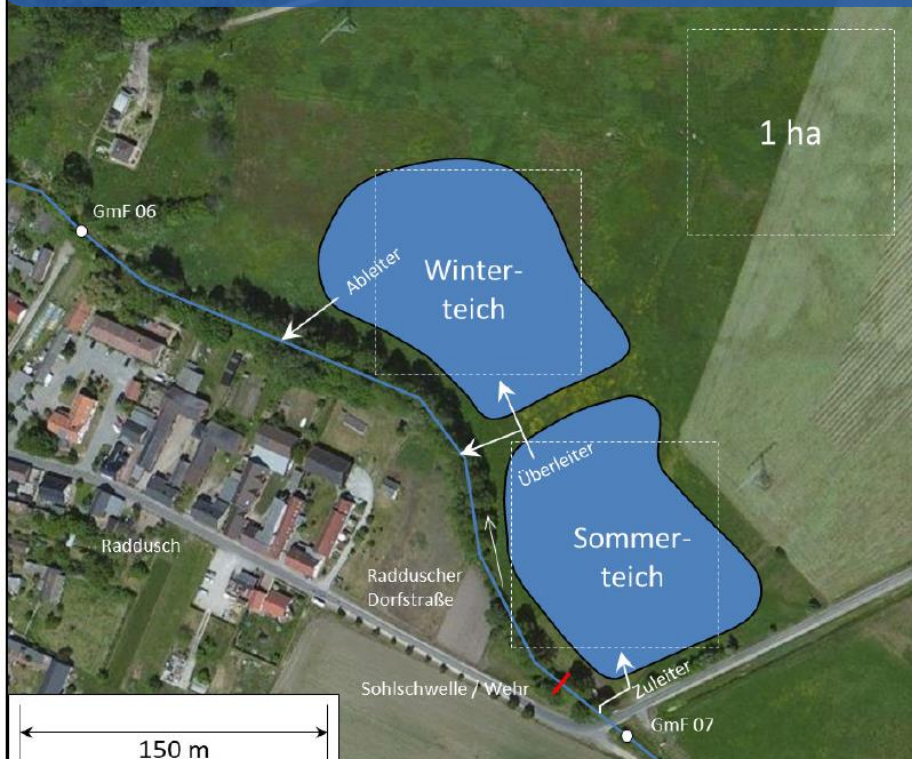 1 ha
GmF 06
Ableiter
Winter-
teich
Überleiter
Sommer-
teich
Raddusch
Radduscher
Dorfstraße
Sohlschwelle / Wehr
Zuleiter
GmF 07
150 m